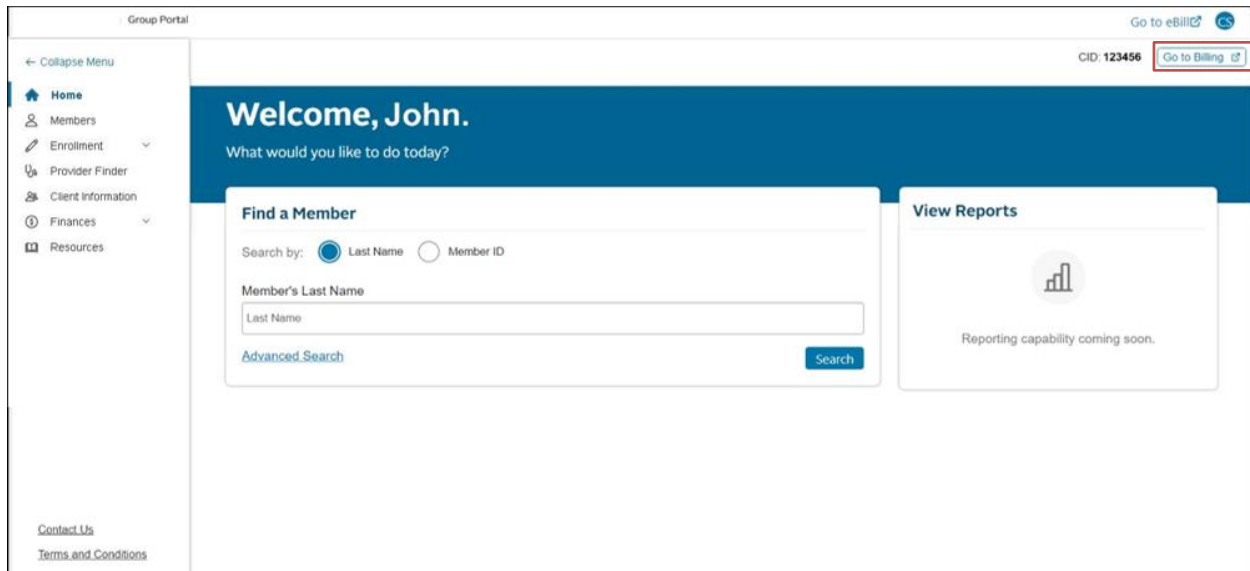 Group Portal
Go to eBill
CS
← Collapse Menu
CID: 123456
Go to Billing
Home
Members
Enrollment
Provider Finder
Client Information
Finances
Resources
Welcome, John.
What would you like to do today?
Find a Member
Search by: Last Name Member ID
Member's Last Name
Last Name
Advanced Search
Search
View Reports
Reporting capability coming soon.
Contact Us
Terms and Conditions